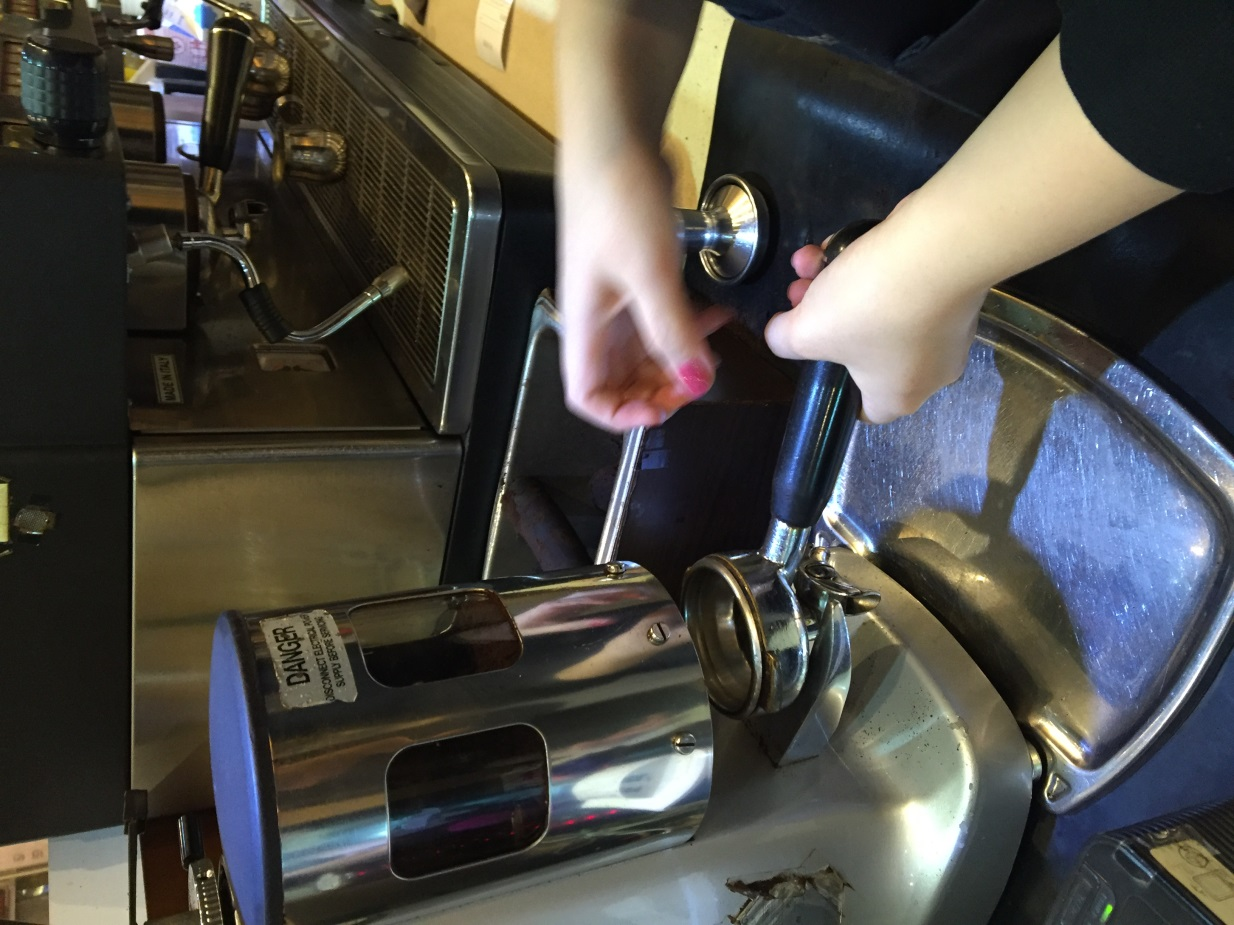 MADE IN ITALY
DANGER
DISCONNECT ELECTRICAL
SUPPLY BEFORE SERVICING